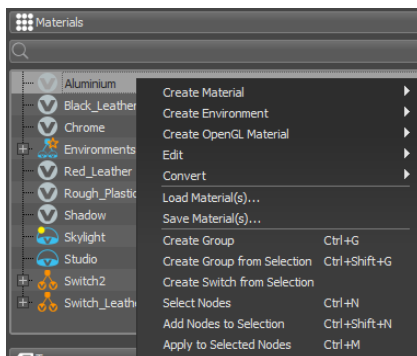 Materials
Aluminium
Black_Leather
Chrome
Environments
Red_Leather
Rough_Plastic
Shadow
Skylight
Studio
Switch2
Switch_Leathe
Create Material
Create Environment
Create OpenGL Material
Edit
Convert
Load Material(s)...
Save Material(s)...
Create Group Ctrl+G
Create Group from Selection Ctrl+Shift+G
Create Switch from Selection
Select Nodes Ctrl+N
Add Nodes to Selection Ctrl+Shift+N
Apply to Selected Nodes Ctrl+M